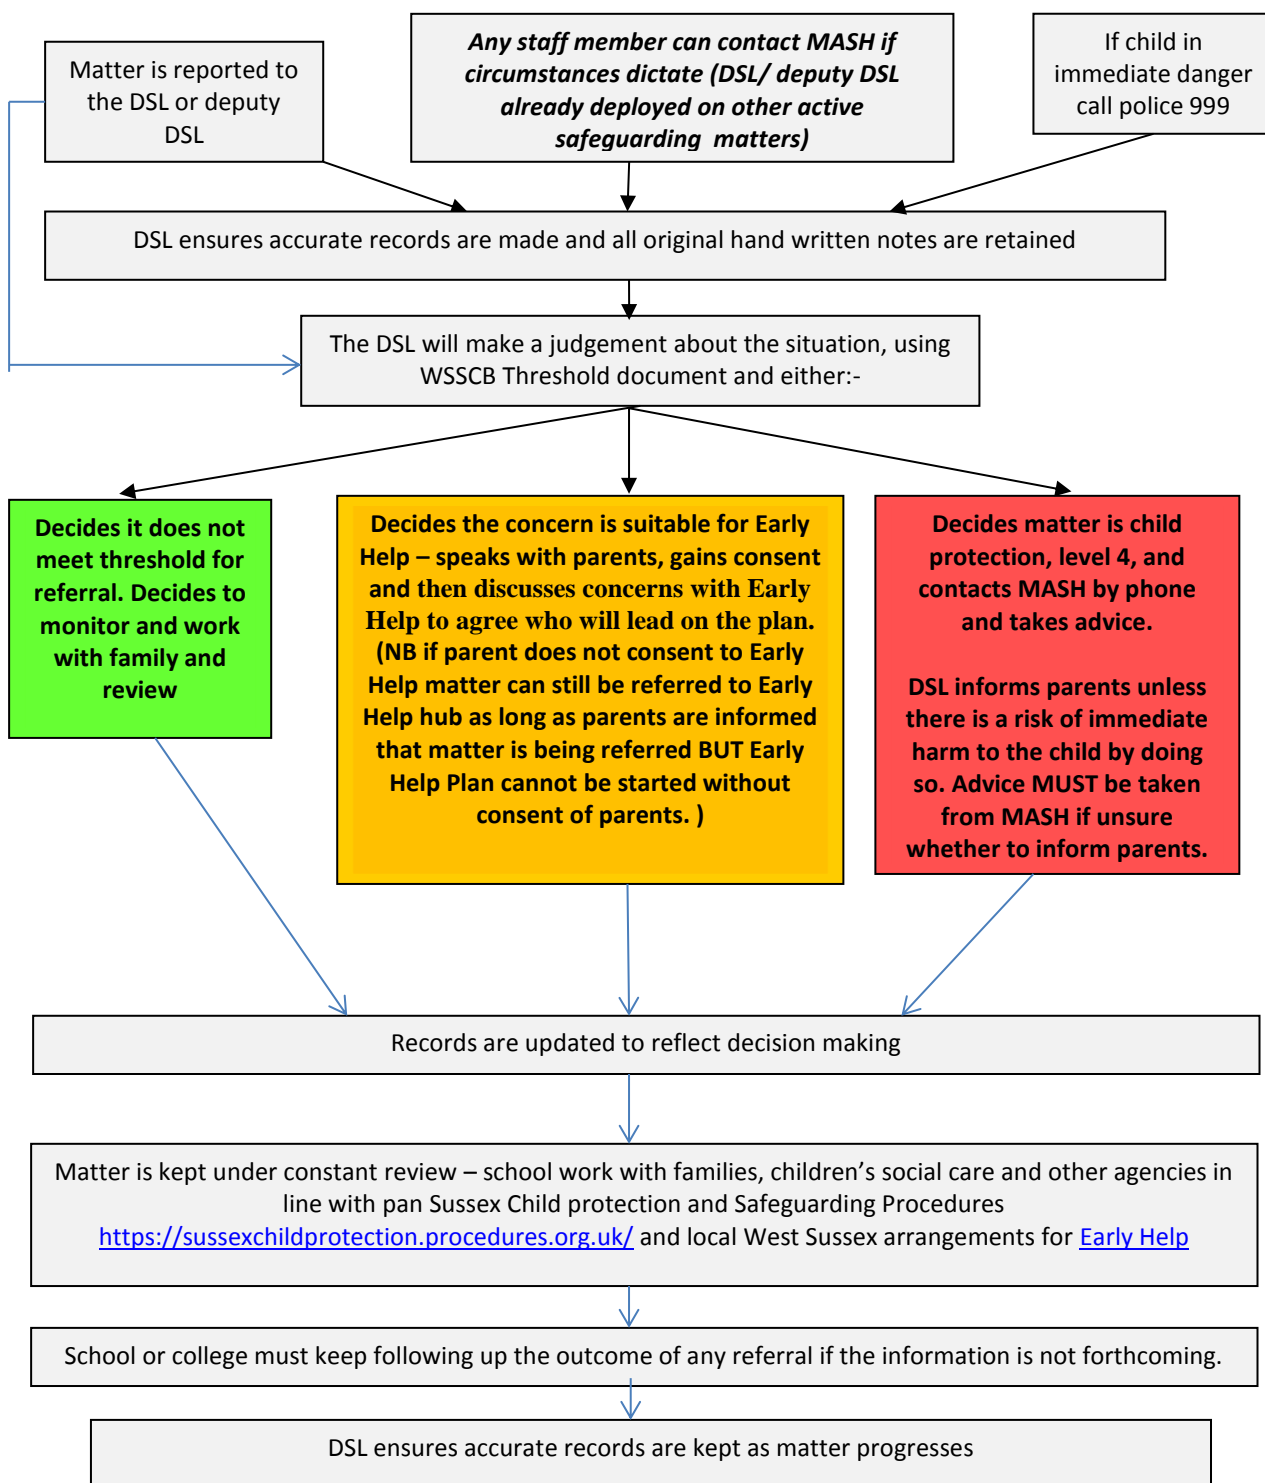 Matter is reported to
the DSL or deputy
DSL
Any staff member can contact MASH if
circumstances dictate (DSL/ deputy DSL
already deployed on other active
safeguarding  matters)
If child in
immediate danger
call police 999
DSL ensures accurate records are made and all original hand written notes are retained
The DSL will make a judgement about the situation, using
WSSCB Threshold document and either:-
Decides it does not
meet threshold for
referral. Decides to
monitor and work
with family and
review
Decides the concern is suitable for Early
Help – speaks with parents, gains consent
and then discusses concerns with Early
Help to agree who will lead on the plan.
(NB if parent does not consent to Early
Help matter can still be referred to Early
Help hub as long as parents are informed
that matter is being referred BUT Early
Help Plan cannot be started without
consent of parents. )
Decides matter is child
protection, level 4, and
contacts MASH by phone
and takes advice.
DSL informs parents unless
there is a risk of immediate
harm to the child by doing
so. Advice MUST be taken
from MASH if unsure
whether to inform parents.
Records are updated to reflect decision making
Matter is kept under constant review – school work with families, children’s social care and other agencies in
line with pan Sussex Child protection and Safeguarding Procedures
https://sussexchildprotection.procedures.org.uk/ and local West Sussex arrangements for Early Help
School or college must keep following up the outcome of any referral if the information is not forthcoming.
DSL ensures accurate records are kept as matter progresses